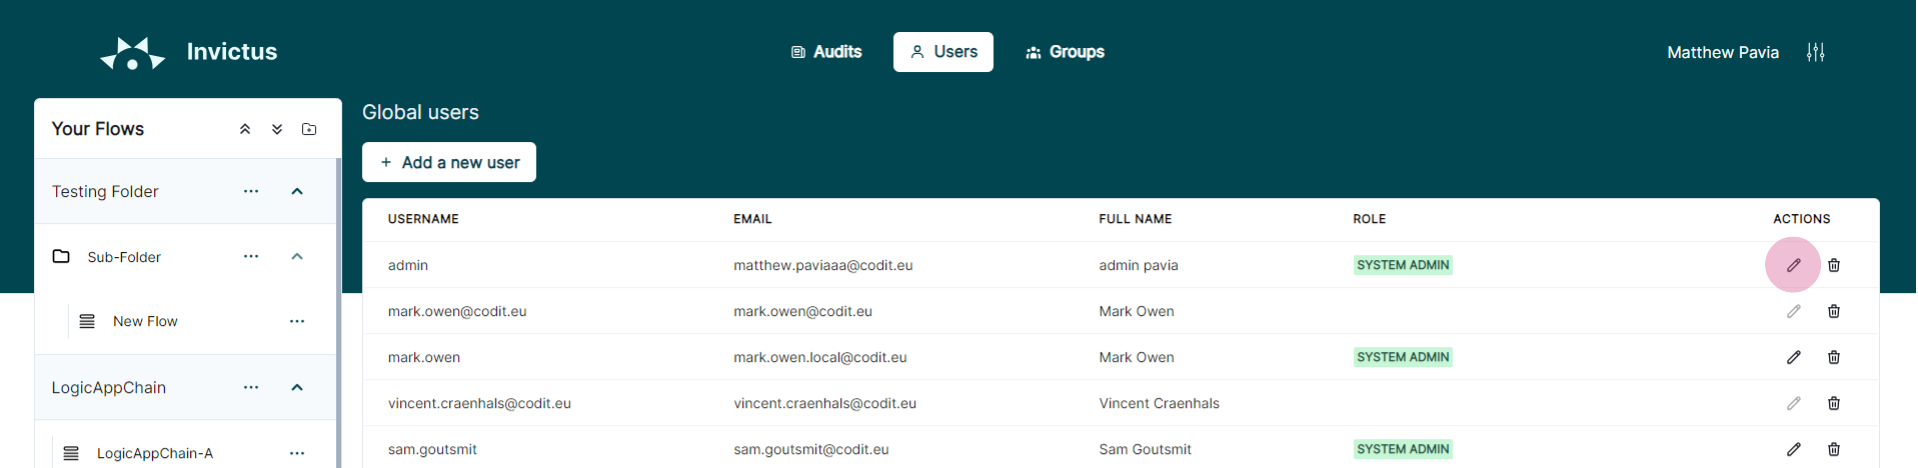 Invictus
Audits
Users
Groups
Matthew Pavia
Your Flows
Testing Folder
Sub-Folder
New Flow
LogicAppChain
LogicAppChain-A
Global users
+ Add a new user
USERNAME EMAIL FULL NAME ROLE ACTIONS
admin matthew.paviaaa@codit.eu admin pavia SYSTEM ADMIN
mark.owen@codit.eu mark.owen@codit.eu Mark Owen
mark.owen mark.owen.local@codit.eu Mark Owen SYSTEM ADMIN
vincent.craenhals@codit.eu vincent.craenhals@codit.eu Vincent Craenhals
sam.goutsmit sam.goutsmit@codit.eu Sam Goutsmit SYSTEM ADMIN